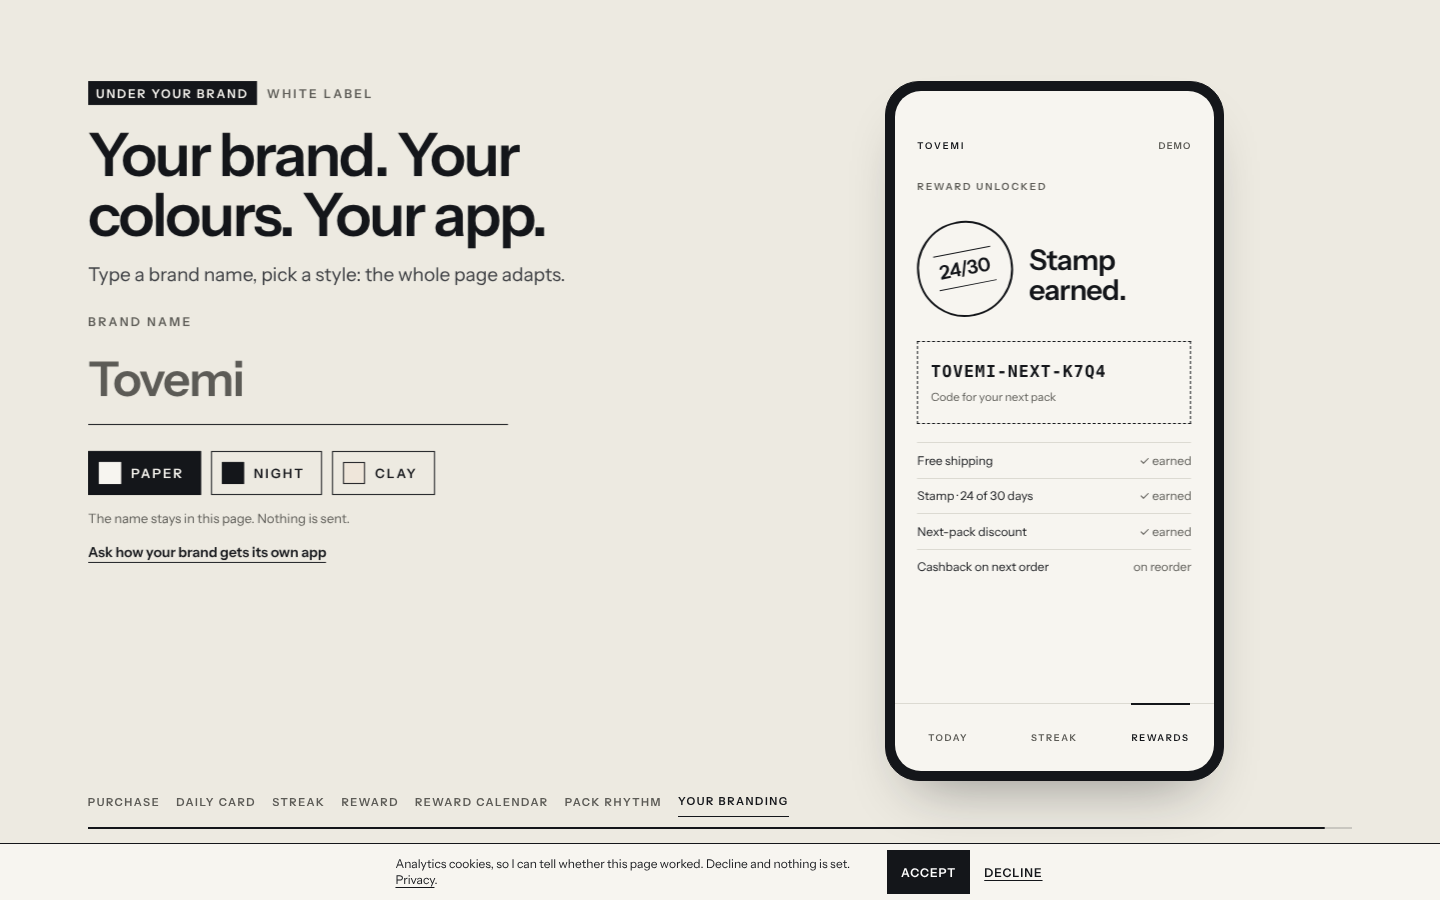 UNDER YOUR BRAND WHITE LABEL
Your brand. Your
colours. Your app.
Type a brand name, pick a style: the whole page adapts.
BRAND NAME
Tovemi
PAPER NIGHT CLAY
The name stays in this page. Nothing is sent.
Ask how your brand gets its own app
TOVEMI DEMO
REWARD UNLOCKED
24/30
Stamp
earned.
TOVEMI-NEXT-K7Q4
Code for your next pack
Free shipping ✓ earned
Stamp · 24 of 30 days ✓ earned
Next-pack discount ✓ earned
Cashback on next order on reorder
TODAY STREAK REWARDS
PURCHASE DAILY CARD STREAK REWARD REWARD CALENDAR PACK RHYTHM YOUR BRANDING
Analytics cookies, so I can tell whether this page worked. Decline and nothing is set.
Privacy.
ACCEPT DECLINE